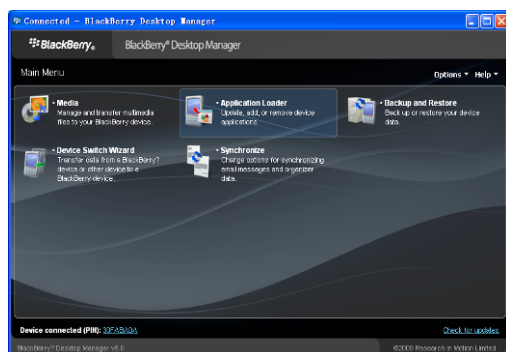 Connected - BlackBerry Desktop Manager
BlackBerry®
BlackBerry® Desktop Manager
Main Menu
Options
Help
Media
Manage and transfer multimedia
files to your BlackBerry device.
Application Loader
Update, add, or remove device
applications.
Backup and Restore
Back up or restore your device
data.
Device Switch Wizard
Transfer data from a BlackBerry?
device or other device to a
BlackBerry device.
Synchronize
Change options for synchronizing
email messages and organizer
data.
Device connected (PIN):
Check for updates
BlackBerry? Desktop Manager
Research In Motion Limited